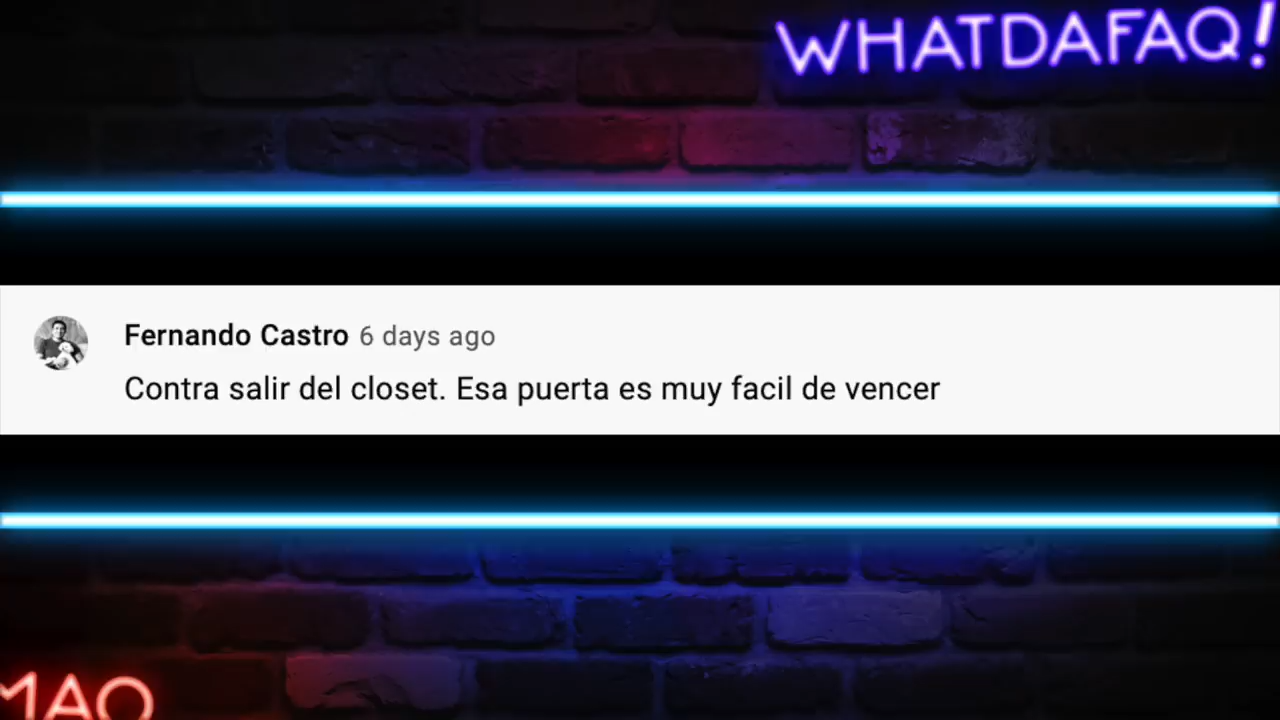 WHATDAFAQ!
Fernando Castro 6 days ago
Contra salir del closet. Esa puerta es muy facil de vencer
MAO